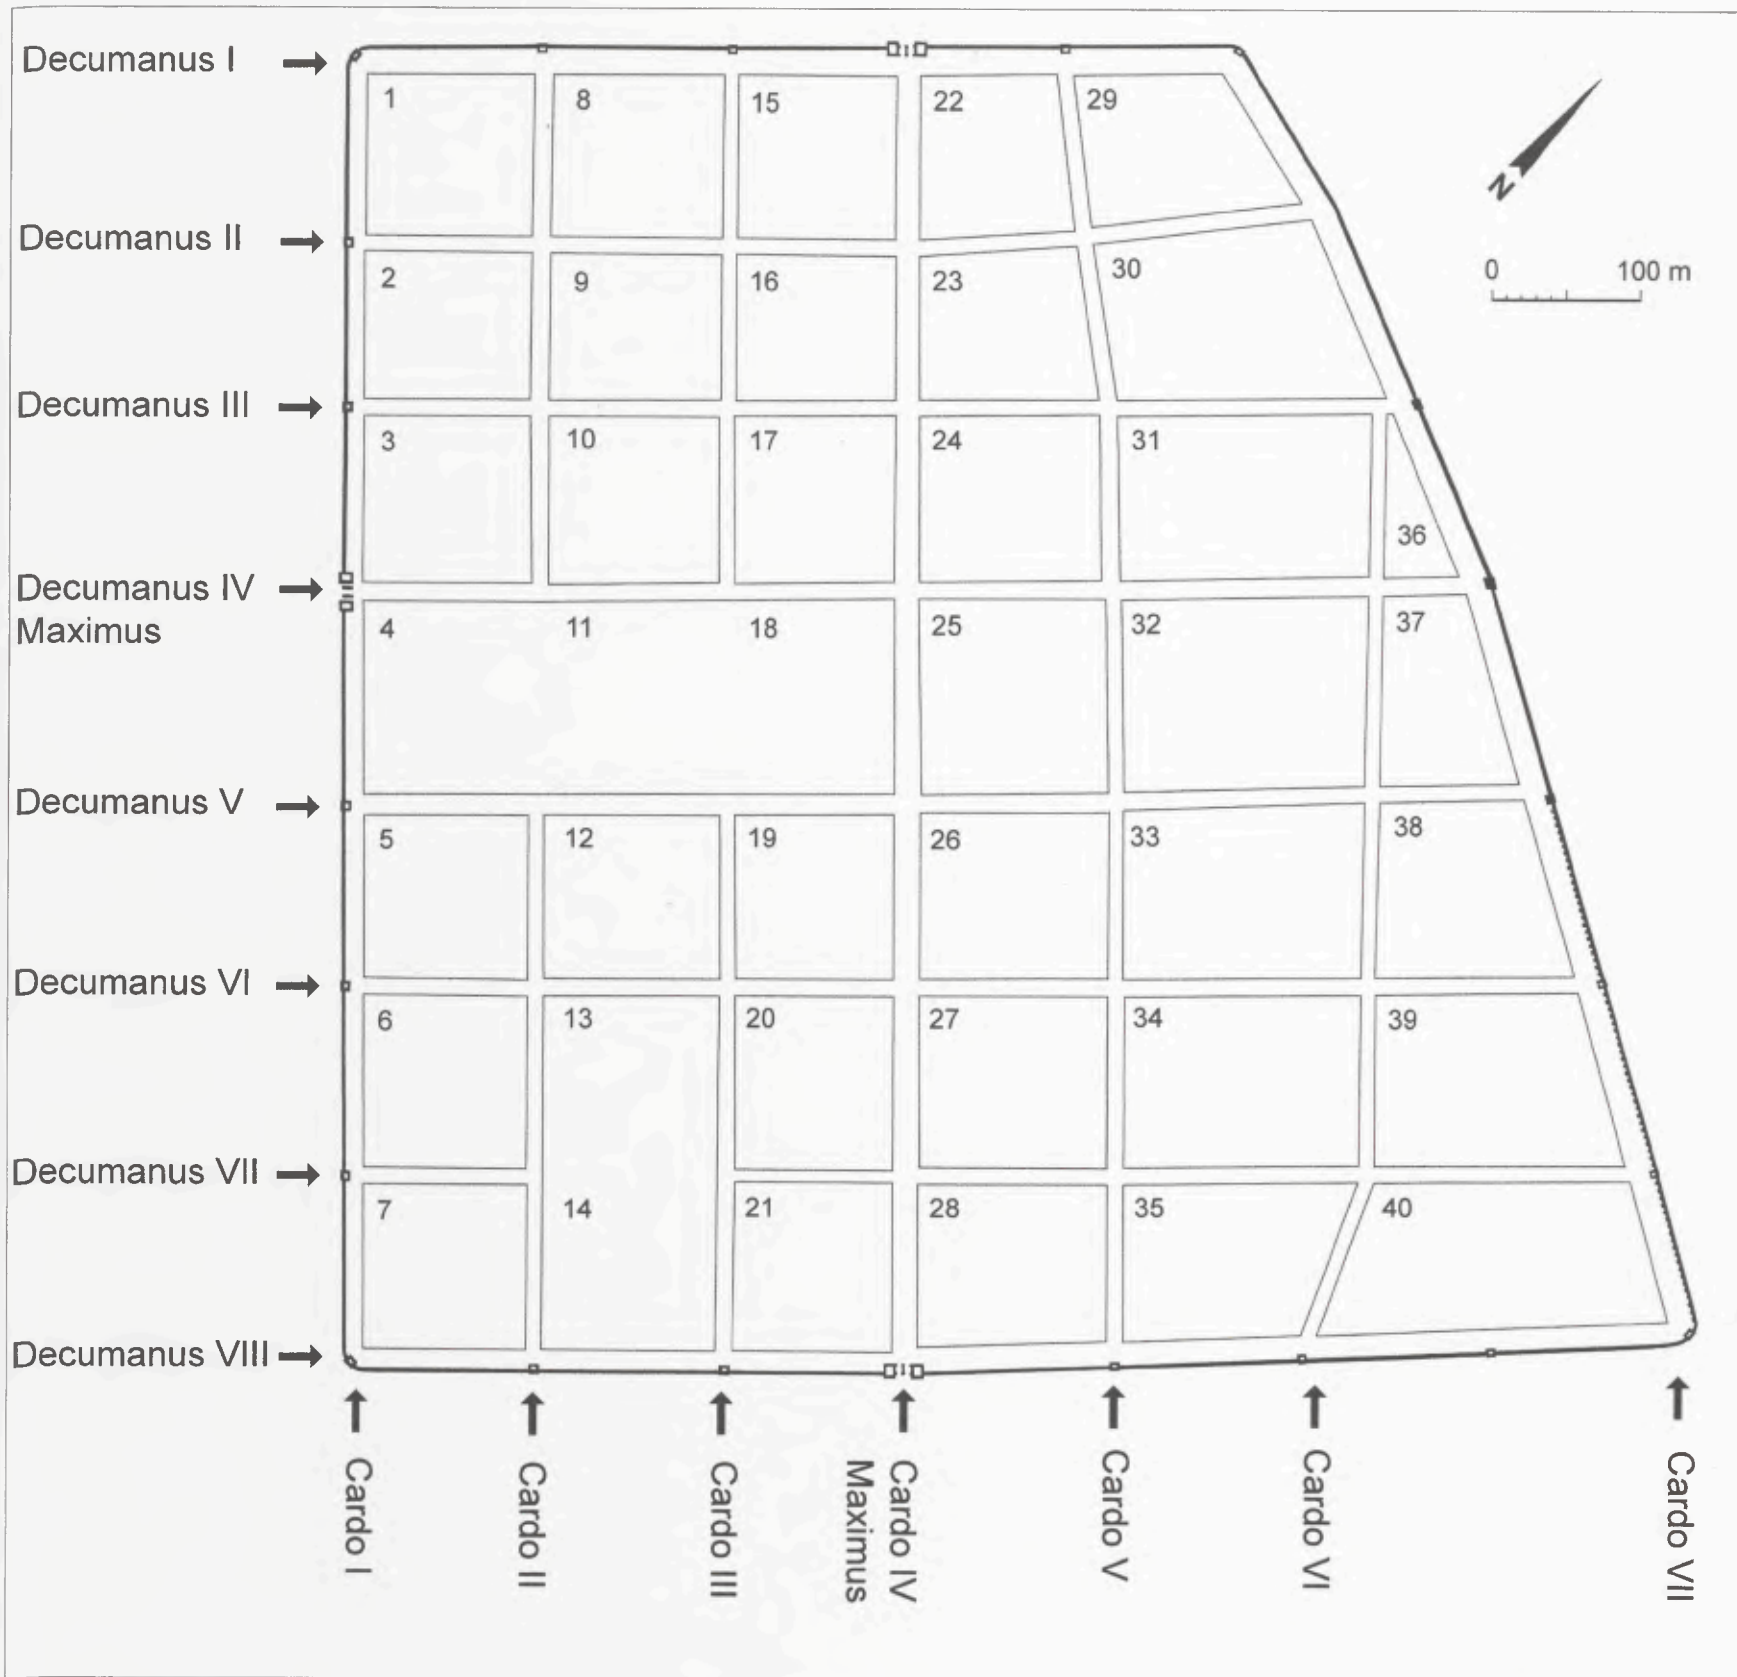 Decumanus I
1 8 15 22 29
N
Decumanus II
2 9 16 23 30
0 100 m
Decumanus III
3 10 17 24 31
36
Decumanus IV
Maximus
4 11 18 25 32 37
Decumanus V
5 12 19 26 33 38
Decumanus VI
6 13 20 27 34 39
Decumanus VII
7 14 21 28 35 40
Decumanus VIII
Cardo I
Cardo II
Cardo III
Cardo IV
Maximus
Cardo V
Cardo VI
Cardo VII